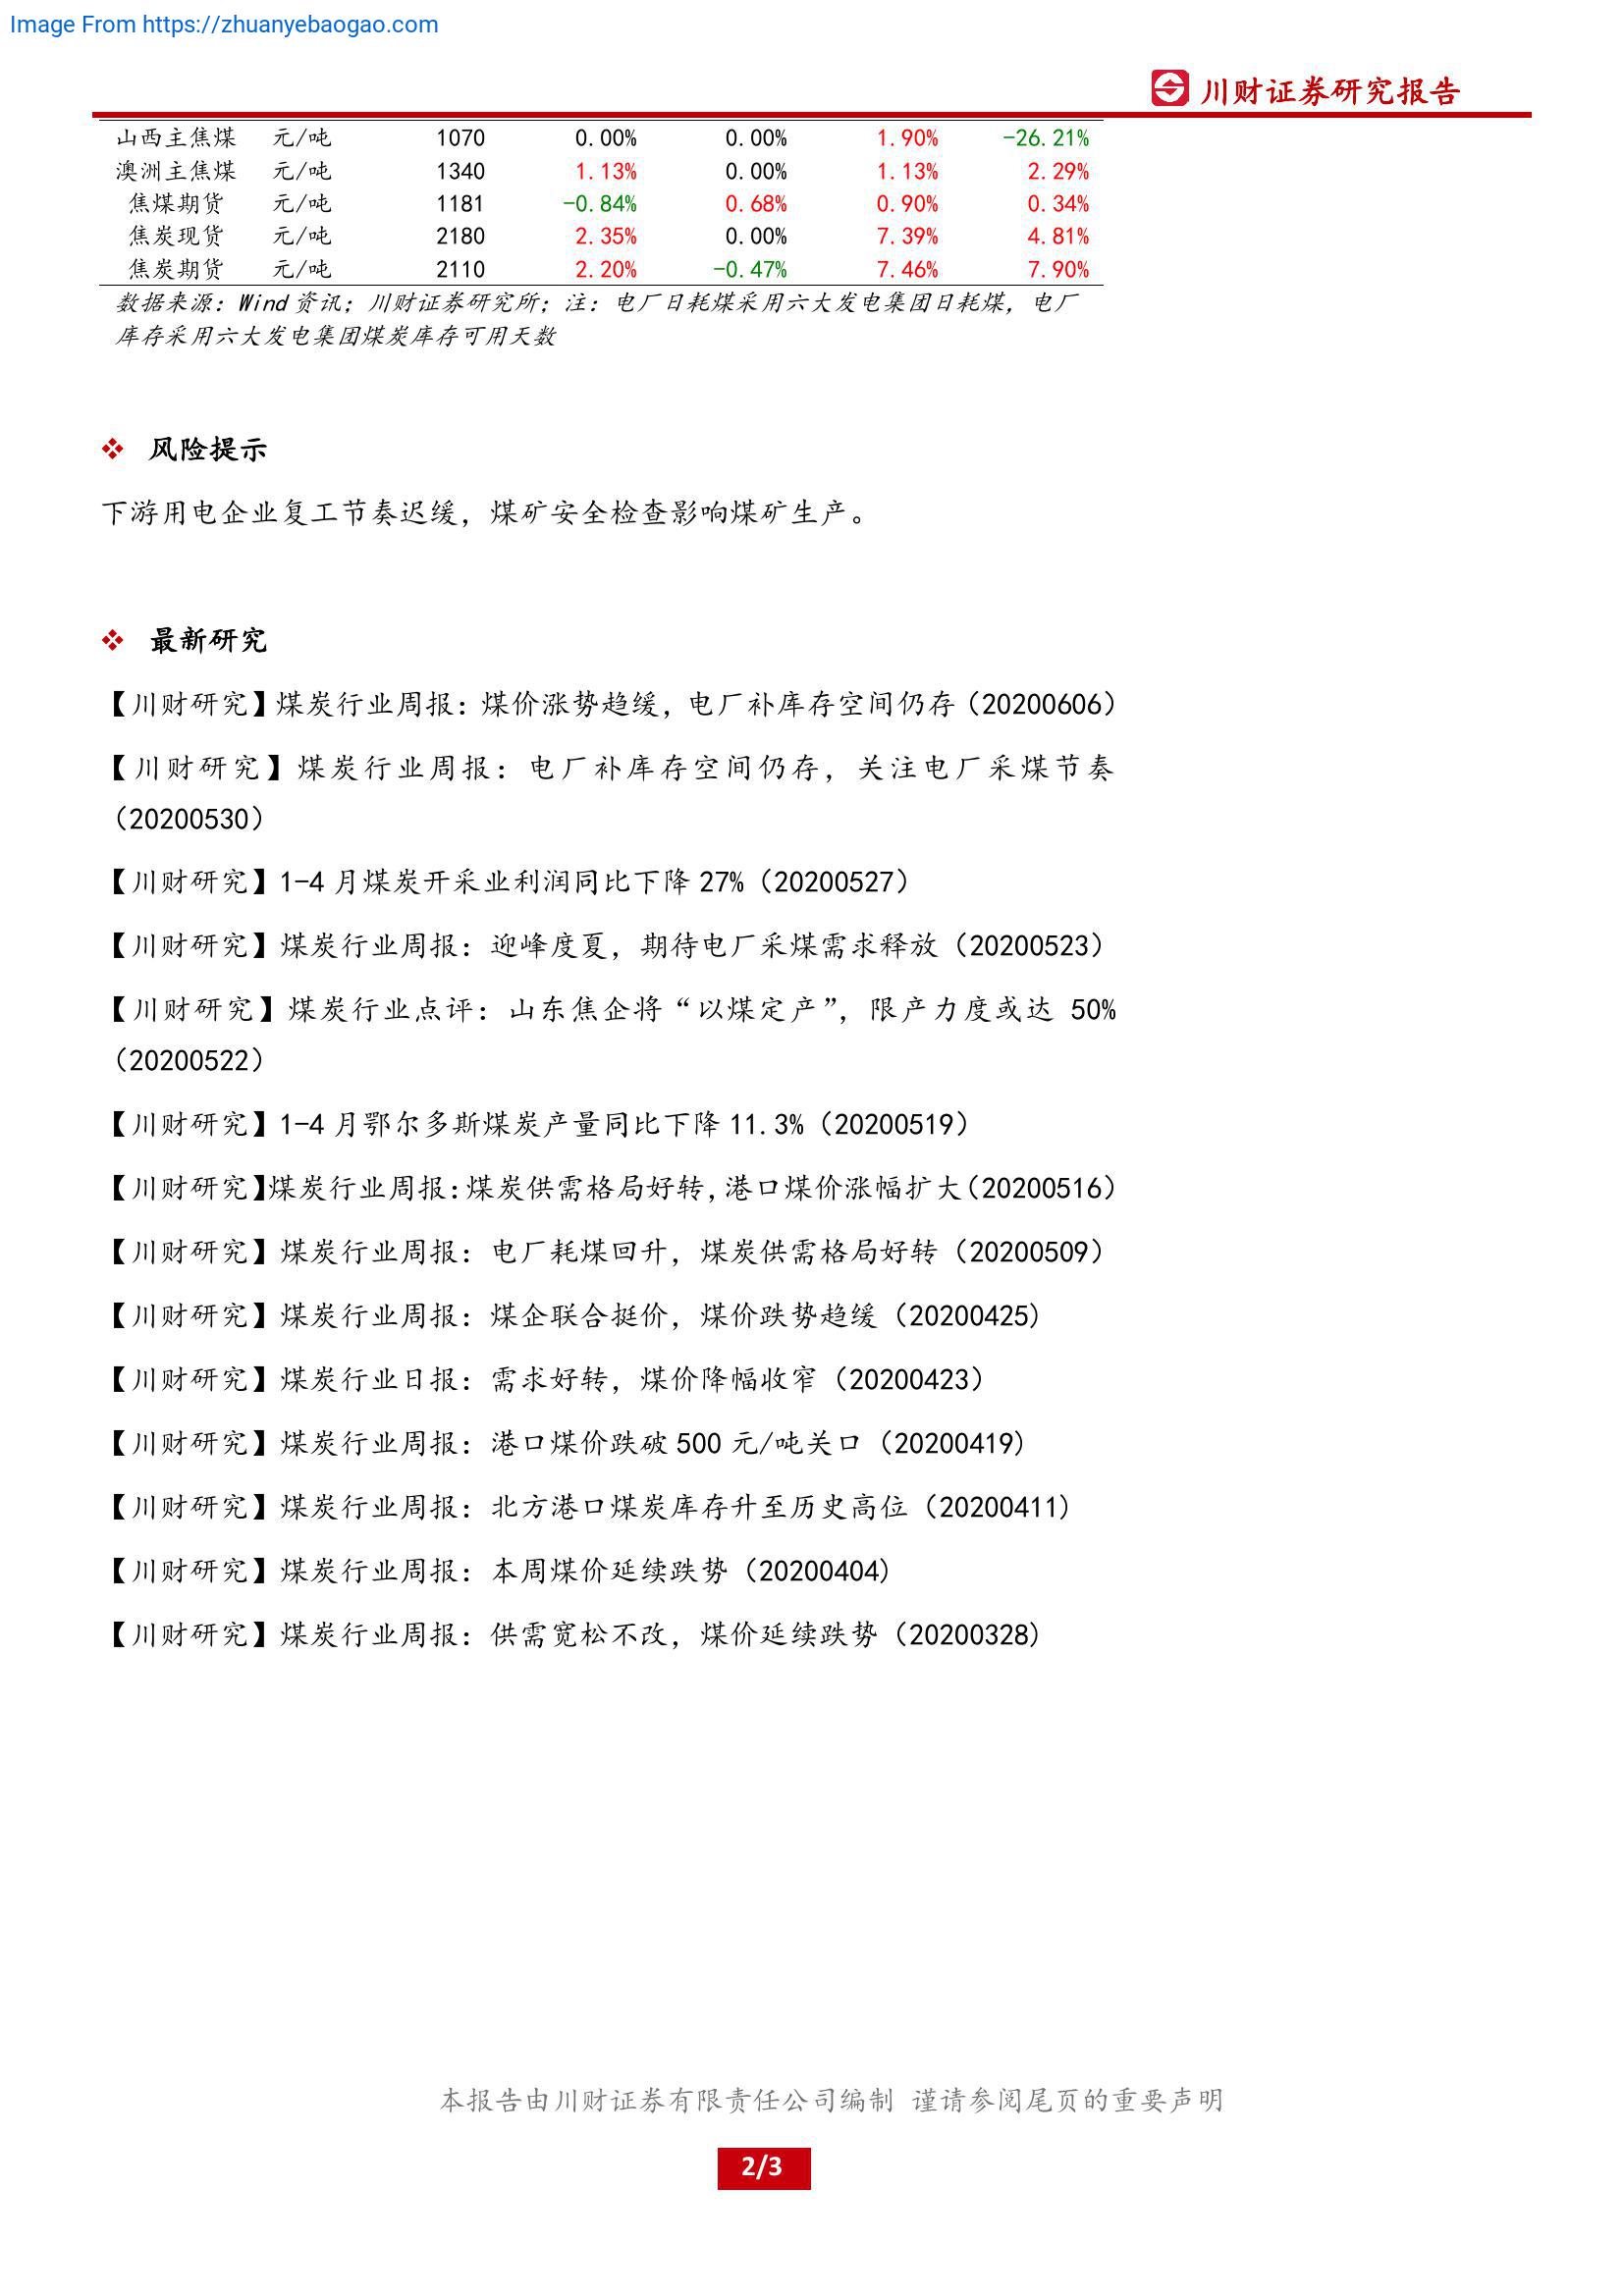 Image From https://zhuanyebaogao.com
川财证券研究报告
山西主焦煤 元/吨 1070 0.00% 0.00% 1.90% -26.21%
澳洲主焦煤 元/吨 1340 1.13% 0.00% 1.13% 2.29%
焦煤期货 元/吨 1181 -0.84% 0.68% 0.90% 0.34%
焦炭现货 元/吨 2180 2.35% 0.00% 7.39% 4.81%
焦炭期货 元/吨 2110 2.20% -0.47% 7.46% 7.90%
数据来源：Wind 资讯；川财证券研究所；注：电厂日耗煤采用六大发电集团日耗煤，电厂
库存采用六大发电集团煤炭库存可用天数
❖ 风险提示
下游用电企业复工节奏迟缓，煤矿安全检查影响煤矿生产。
❖ 最新研究
【川财研究】煤炭行业周报：煤价涨势趋缓，电厂补库存空间仍存（20200606）
【川财研究】煤炭行业周报：电厂补库存空间仍存，关注电厂采煤节奏
（20200530）
【川财研究】1-4 月煤炭开采业利润同比下降 27%（20200527）
【川财研究】煤炭行业周报：迎峰度夏，期待电厂采煤需求释放（20200523）
【川财研究】煤炭行业点评：山东焦企将“以煤定产”，限产力度或达 50%
（20200522）
【川财研究】1-4 月鄂尔多斯煤炭产量同比下降 11.3%（20200519）
【川财研究】煤炭行业周报：煤炭供需格局好转，港口煤价涨幅扩大（20200516）
【川财研究】煤炭行业周报：电厂耗煤回升，煤炭供需格局好转（20200509）
【川财研究】煤炭行业周报：煤企联合挺价，煤价跌势趋缓（20200425）
【川财研究】煤炭行业日报：需求好转，煤价降幅收窄（20200423）
【川财研究】煤炭行业周报：港口煤价跌破 500 元/吨关口（20200419）
【川财研究】煤炭行业周报：北方港口煤炭库存升至历史高位（20200411）
【川财研究】煤炭行业周报：本周煤价延续跌势（20200404）
【川财研究】煤炭行业周报：供需宽松不改，煤价延续跌势（20200328）
本报告由川财证券有限责任公司编制 谨请参阅尾页的重要声明
2/3